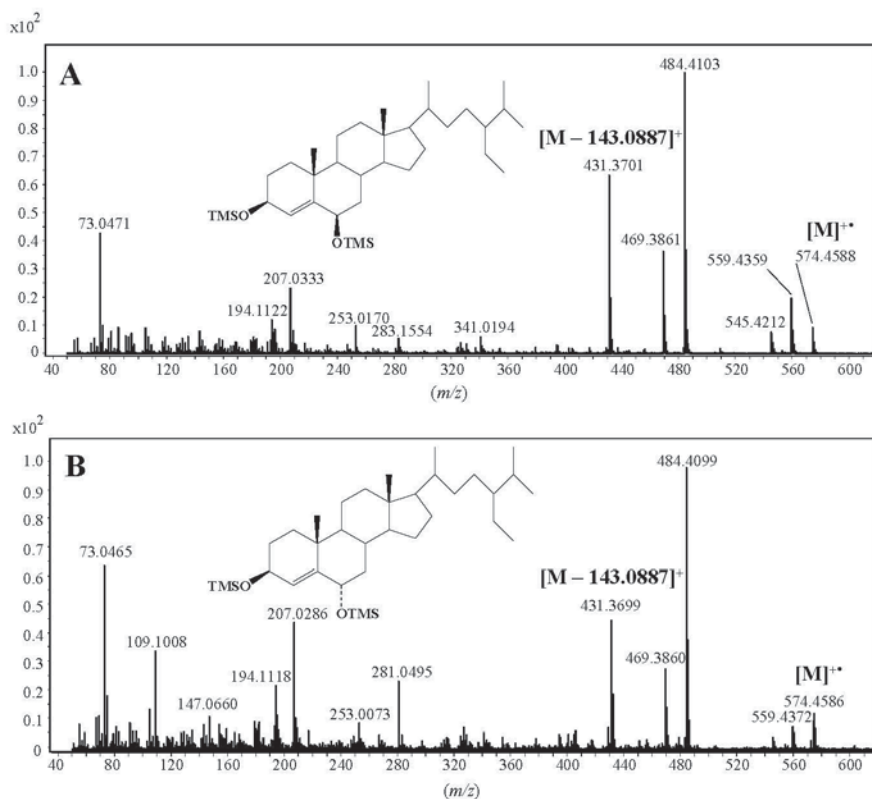 x10²
A
1.0
0.9
0.8
0.7
0.6
0.5
0.4
0.3
0.2
0.1
0
484.4103
[M – 143.0887]⁺
431.3701
TMSO
OTMS
73.0471
[M]⁺•
469.3861
559.4359
574.4588
207.0333
194.1122
253.0170
283.1554
341.0194
545.4212
40 80 120 160 200 240 280 320 360 400 440 480 520 560 600
(m/z)
x10²
B
1.0
0.9
0.8
0.7
0.6
0.5
0.4
0.3
0.2
0.1
0
484.4099
73.0465
[M – 143.0887]⁺
TMSO
OTMS
431.3699
207.0286
109.1008
194.1118
281.0495
469.3860
[M]⁺•
574.4586
147.0660
253.0073
559.4372
40 80 120 160 200 240 280 320 360 400 440 480 520 560 600
(m/z)